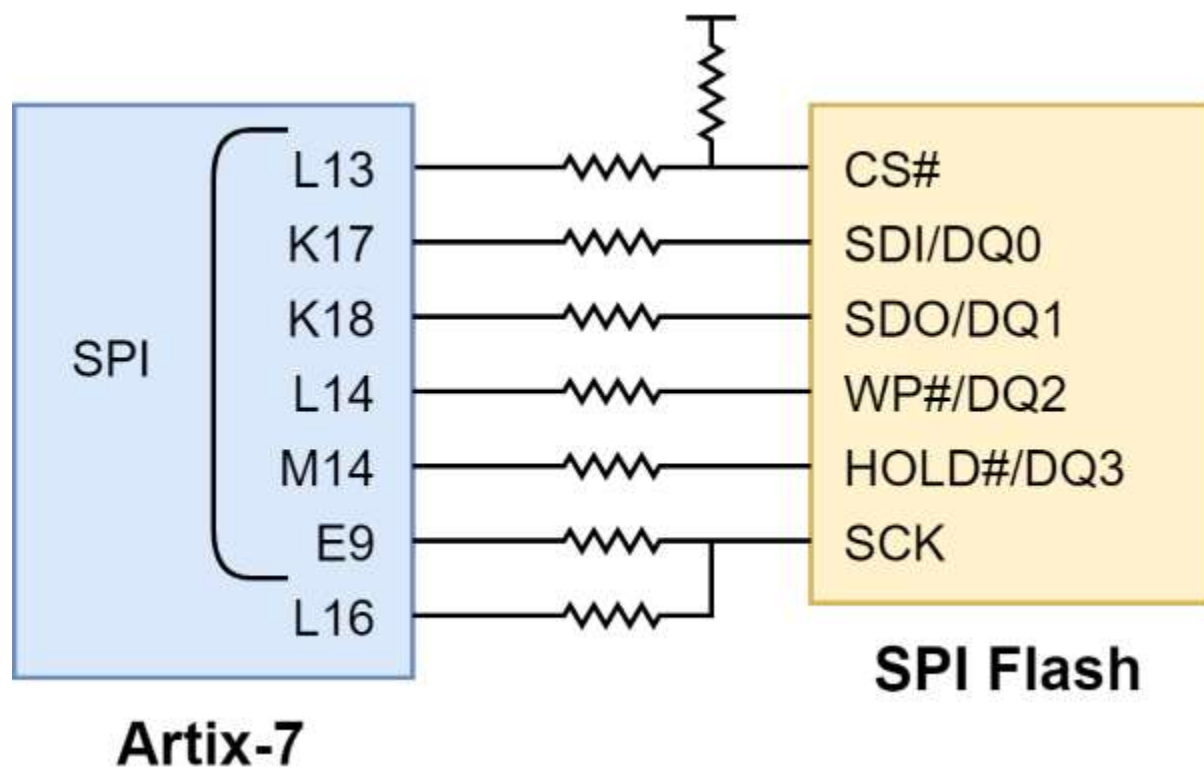 L13 CS#
K17 SDI/DQ0
K18 SDO/DQ1
SPI
L14 WP#/DQ2
M14 HOLD#/DQ3
E9 SCK
L16
SPI Flash
Artix-7